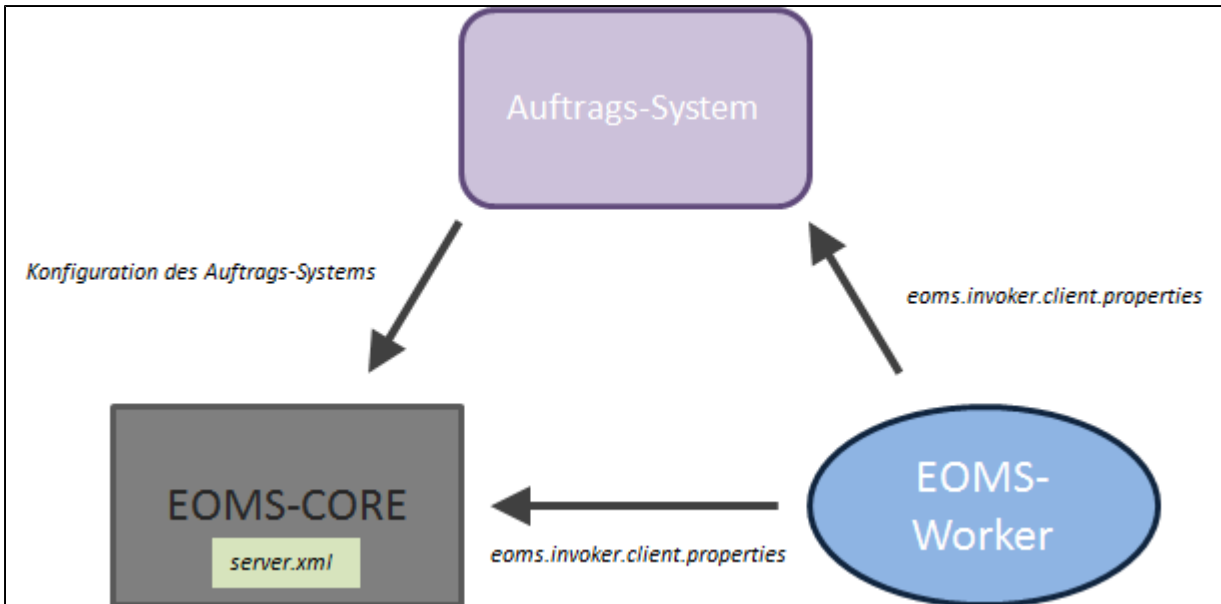 Auftrags-System
Konfiguration des Auftrags-Systems
eoms.invoker.client.properties
EOMS-CORE
server.xml
eoms.invoker.client.properties
EOMS-
Worker